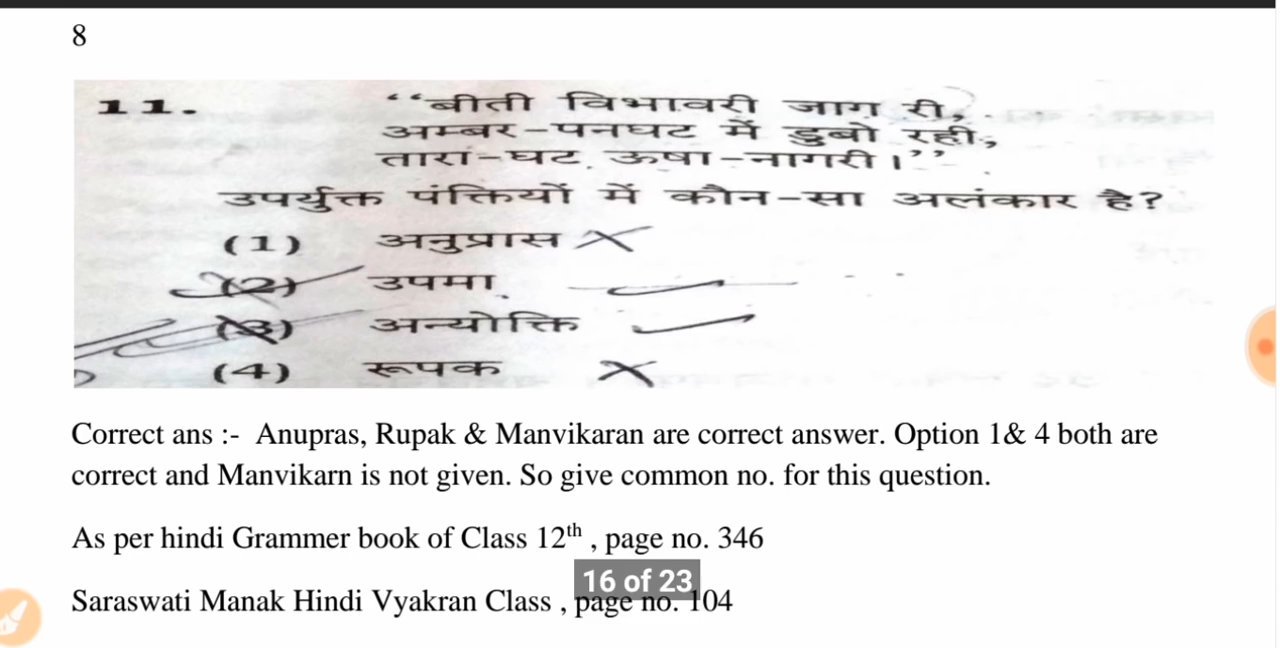 8
11. ‘‘बीती विभावरी जाग री,
अम्बर-पनघट में डुबो रही,
तारा-घट ऊषा-नागरी।’’
उपर्युक्त पंक्तियों में कौन-सा अलंकार है?
(1) अनुप्रास
(2) उपमा
(3) अन्योक्ति
(4) रूपक
Correct ans :- Anupras, Rupak & Manvikaran are correct answer. Option 1& 4 both are
correct and Manvikarn is not given. So give common no. for this question.
As per hindi Grammer book of Class 12th , page no. 346
16 of 23
Saraswati Manak Hindi Vyakran Class , page no. 104